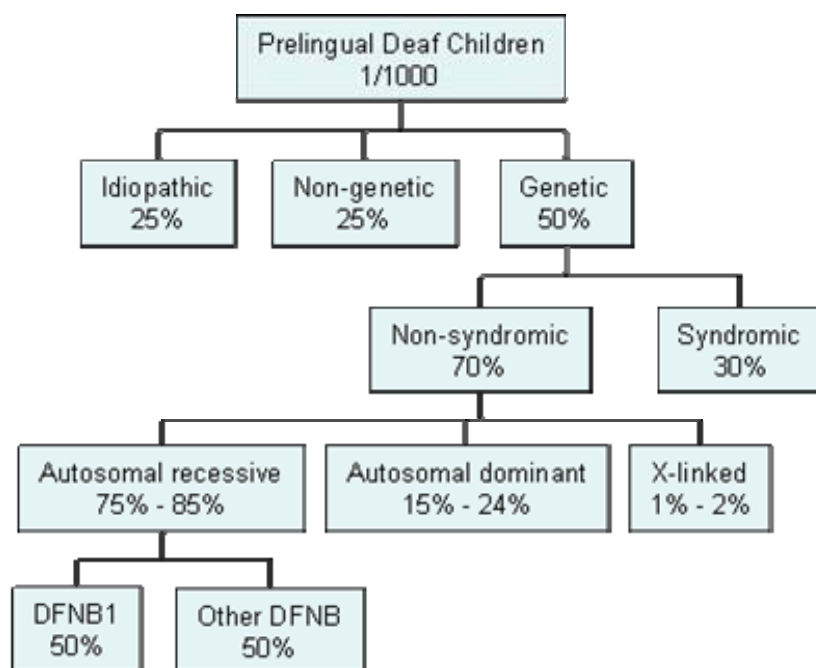 Prelingual Deaf Children
1/1000
Idiopathic
25%
Non-genetic
25%
Genetic
50%
Non-syndromic
70%
Syndromic
30%
Autosomal recessive
75% - 85%
Autosomal dominant
15% - 24%
X-linked
1% - 2%
DFNB1
50%
Other DFNB
50%